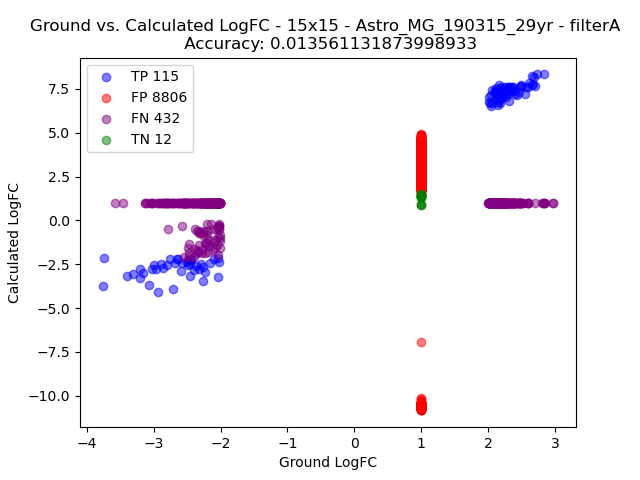 Ground vs. Calculated LogFC - 15x15 - Astro_MG_190315_29yr - filterA
Accuracy: 0.013561131873998933
TP 115
FP 8806
FN 432
TN 12
Calculated LogFC
7.5
5.0
2.5
0.0
−2.5
−5.0
−7.5
−10.0
−4
−3
−2
−1
0
1
2
3
Ground LogFC